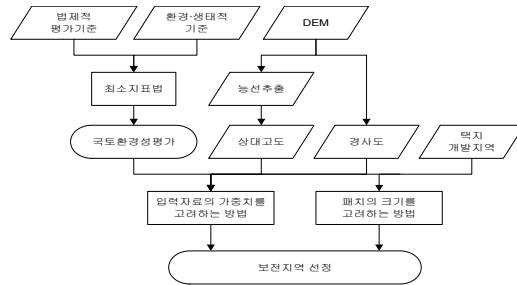 법제적
평가기준
환경·생태적
기준
DEM
최소지표법
능선추출
국토환경성평가
상대고도
경사도
택지
개발지역
입력자료의 가중치를
고려하는 방법
패치의 크기를
고려하는 방법
보전지역 선정